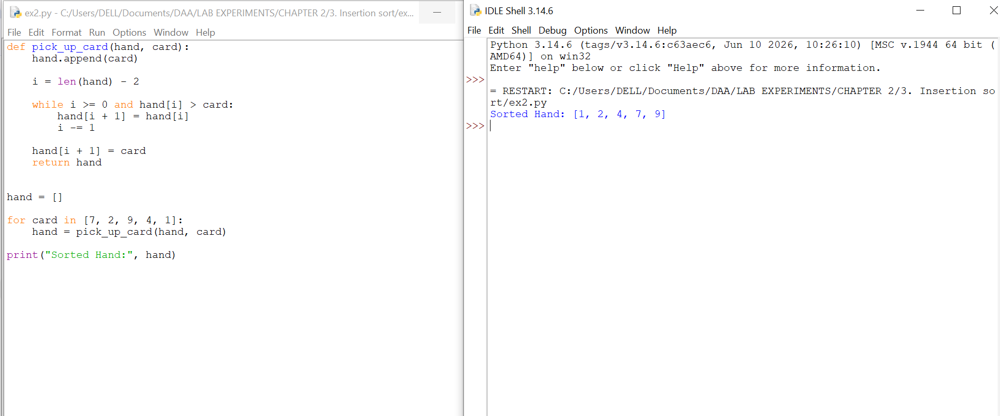 ex2.py - C:/Users/DELL/Documents/DAA/LAB EXPERIMENTS/CHAPTER 2/3. Insertion sort/ex...
File Edit Format Run Options Window Help
def pick_up_card(hand, card):
    hand.append(card)
    i = len(hand) - 2
    while i >= 0 and hand[i] > card:
        hand[i + 1] = hand[i]
        i -= 1
    hand[i + 1] = card
    return hand
hand = []
for card in [7, 2, 9, 4, 1]:
    hand = pick_up_card(hand, card)
print("Sorted Hand:", hand)
IDLE Shell 3.14.6
File Edit Shell Debug Options Window Help
Python 3.14.6 (tags/v3.14.6:c63aec6, Jun 10 2026, 10:26:10) [MSC v.1944 64 bit (
AMD64)] on win32
Enter "help" below or click "Help" above for more information.
>>>
= RESTART: C:/Users/DELL/Documents/DAA/LAB EXPERIMENTS/CHAPTER 2/3. Insertion so
rt/ex2.py
Sorted Hand: [1, 2, 4, 7, 9]
>>>